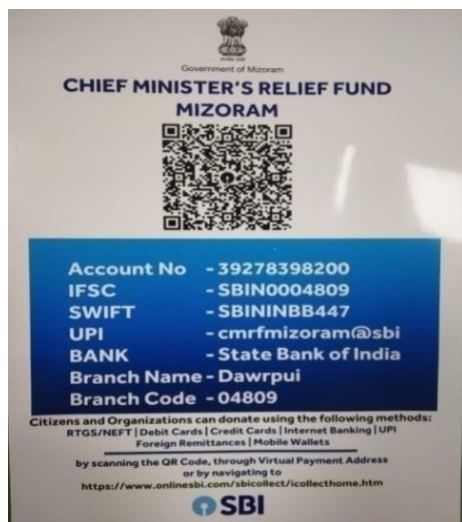 Government of Mizoram
CHIEF MINISTER'S RELIEF FUND
MIZORAM
Account No - 39278398200
IFSC - SBIN0004809
SWIFT - SBININBB447
UPI - cmrfmizoram@sbi
BANK - State Bank of India
Branch Name - Dawrpui
Branch Code - 04809
Citizens and Organizations can donate using the following methods:
RTGS/NEFT | Debit Cards | Credit Cards | Internet Banking | UPI
Foreign Remittances | Mobile Wallets
by scanning the QR Code, through Virtual Payment Address
or by navigating to
https://www.onlinesbi.com/sbicollect/icollecthome.htm
SBI